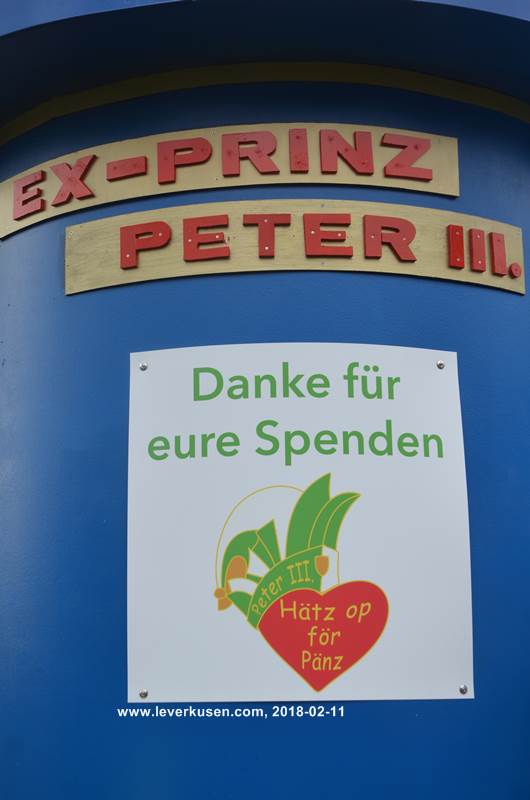 EX-PRINZ
PETER III.
Danke für
eure Spenden
Peter III.
Hätz op
för
Pänz
www.leverkusen.com, 2018-02-11